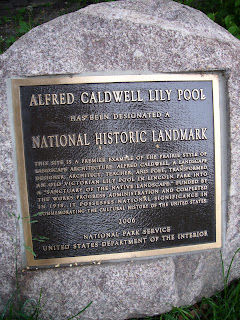 ALFRED CALDWELL LILY POOL
HAS BEEN DESIGNATED A
NATIONAL HISTORIC LANDMARK
THIS SITE IS A PREMIER EXAMPLE OF THE PRAIRIE STYLE OF
LANDSCAPE ARCHITECTURE. ALFRED CALDWELL, A LANDSCAPE
DESIGNER, ARCHITECT, TEACHER, AND POET, TRANSFORMED
AN OLD VICTORIAN LILY POOL IN LINCOLN PARK INTO
A "SANCTUARY OF THE NATIVE LANDSCAPE." FUNDED BY
THE WORKS PROGRESS ADMINISTRATION AND COMPLETED
IN 1938, IT POSSESSES NATIONAL SIGNIFICANCE IN
COMMEMORATING THE CULTURAL HISTORY OF THE UNITED STATES.
2006
NATIONAL PARK SERVICE
UNITED STATES DEPARTMENT OF THE INTERIOR